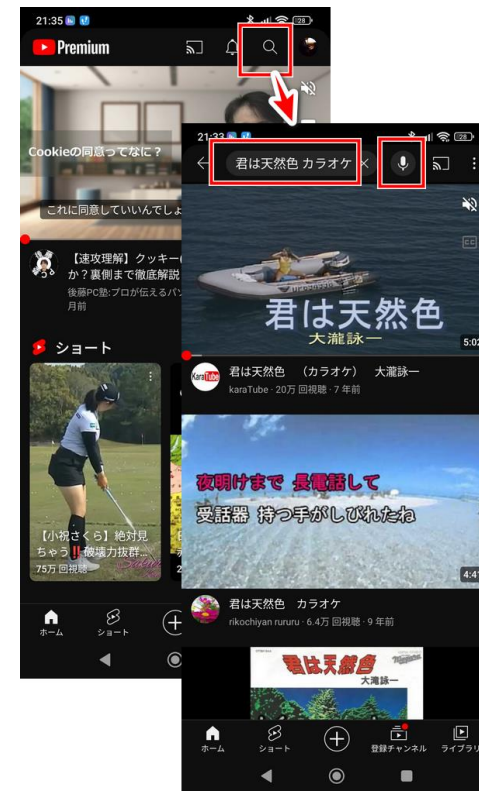 21:35
28
Premium
Cookieの同意ってなに？
これに同意していいんでしょ
【速攻理解】クッキー
か？裏側まで徹底解説
後藤PC塾:プロが伝えるパソ
月前
ショート
【小祝さくら】絶対見
ちゃう‼破壊力抜群...
75万 回視聴
ホーム
ショート
21:33
28
君は天然色 カラオケ
CC
君は天然色
大瀧詠一
5:02
KaraTube
君は天然色　（カラオケ）　大瀧詠一
karaTube · 20万 回視聴 · 7 年前
夜明けまで 長電話して
受話器 持つ手がしびれたね
4:4
君は天然色　カラオケ
rikochiyan rururu · 6.4万 回視聴 · 9 年前
君は天然色
大滝詠一
ホーム
ショート
登録チャンネル
ライブラリ